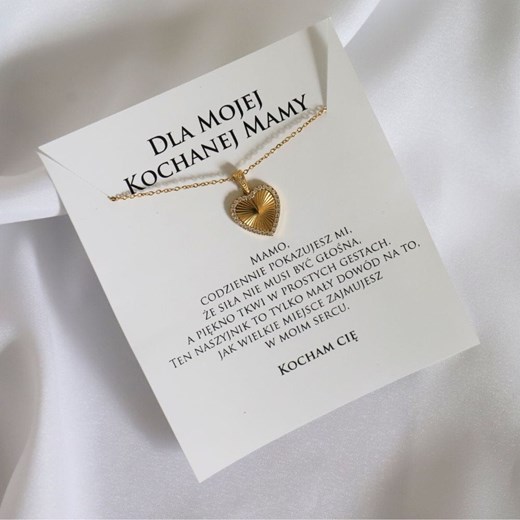 DLA MOJEJ
KOCHANEJ MAMY
MAMO,
CODZIENNIE POKAZUJESZ MI,
ŻE SIŁA NIE MUSI BYĆ GŁOŚNA,
A PIĘKNO TKWI W PROSTYCH GESTACH.
TEN NASZYJNIK TO TYLKO MAŁY DOWÓD NA TO,
JAK WIELKIE MIEJSCE ZAJMUJESZ
W MOIM SERCU.
KOCHAM CIĘ